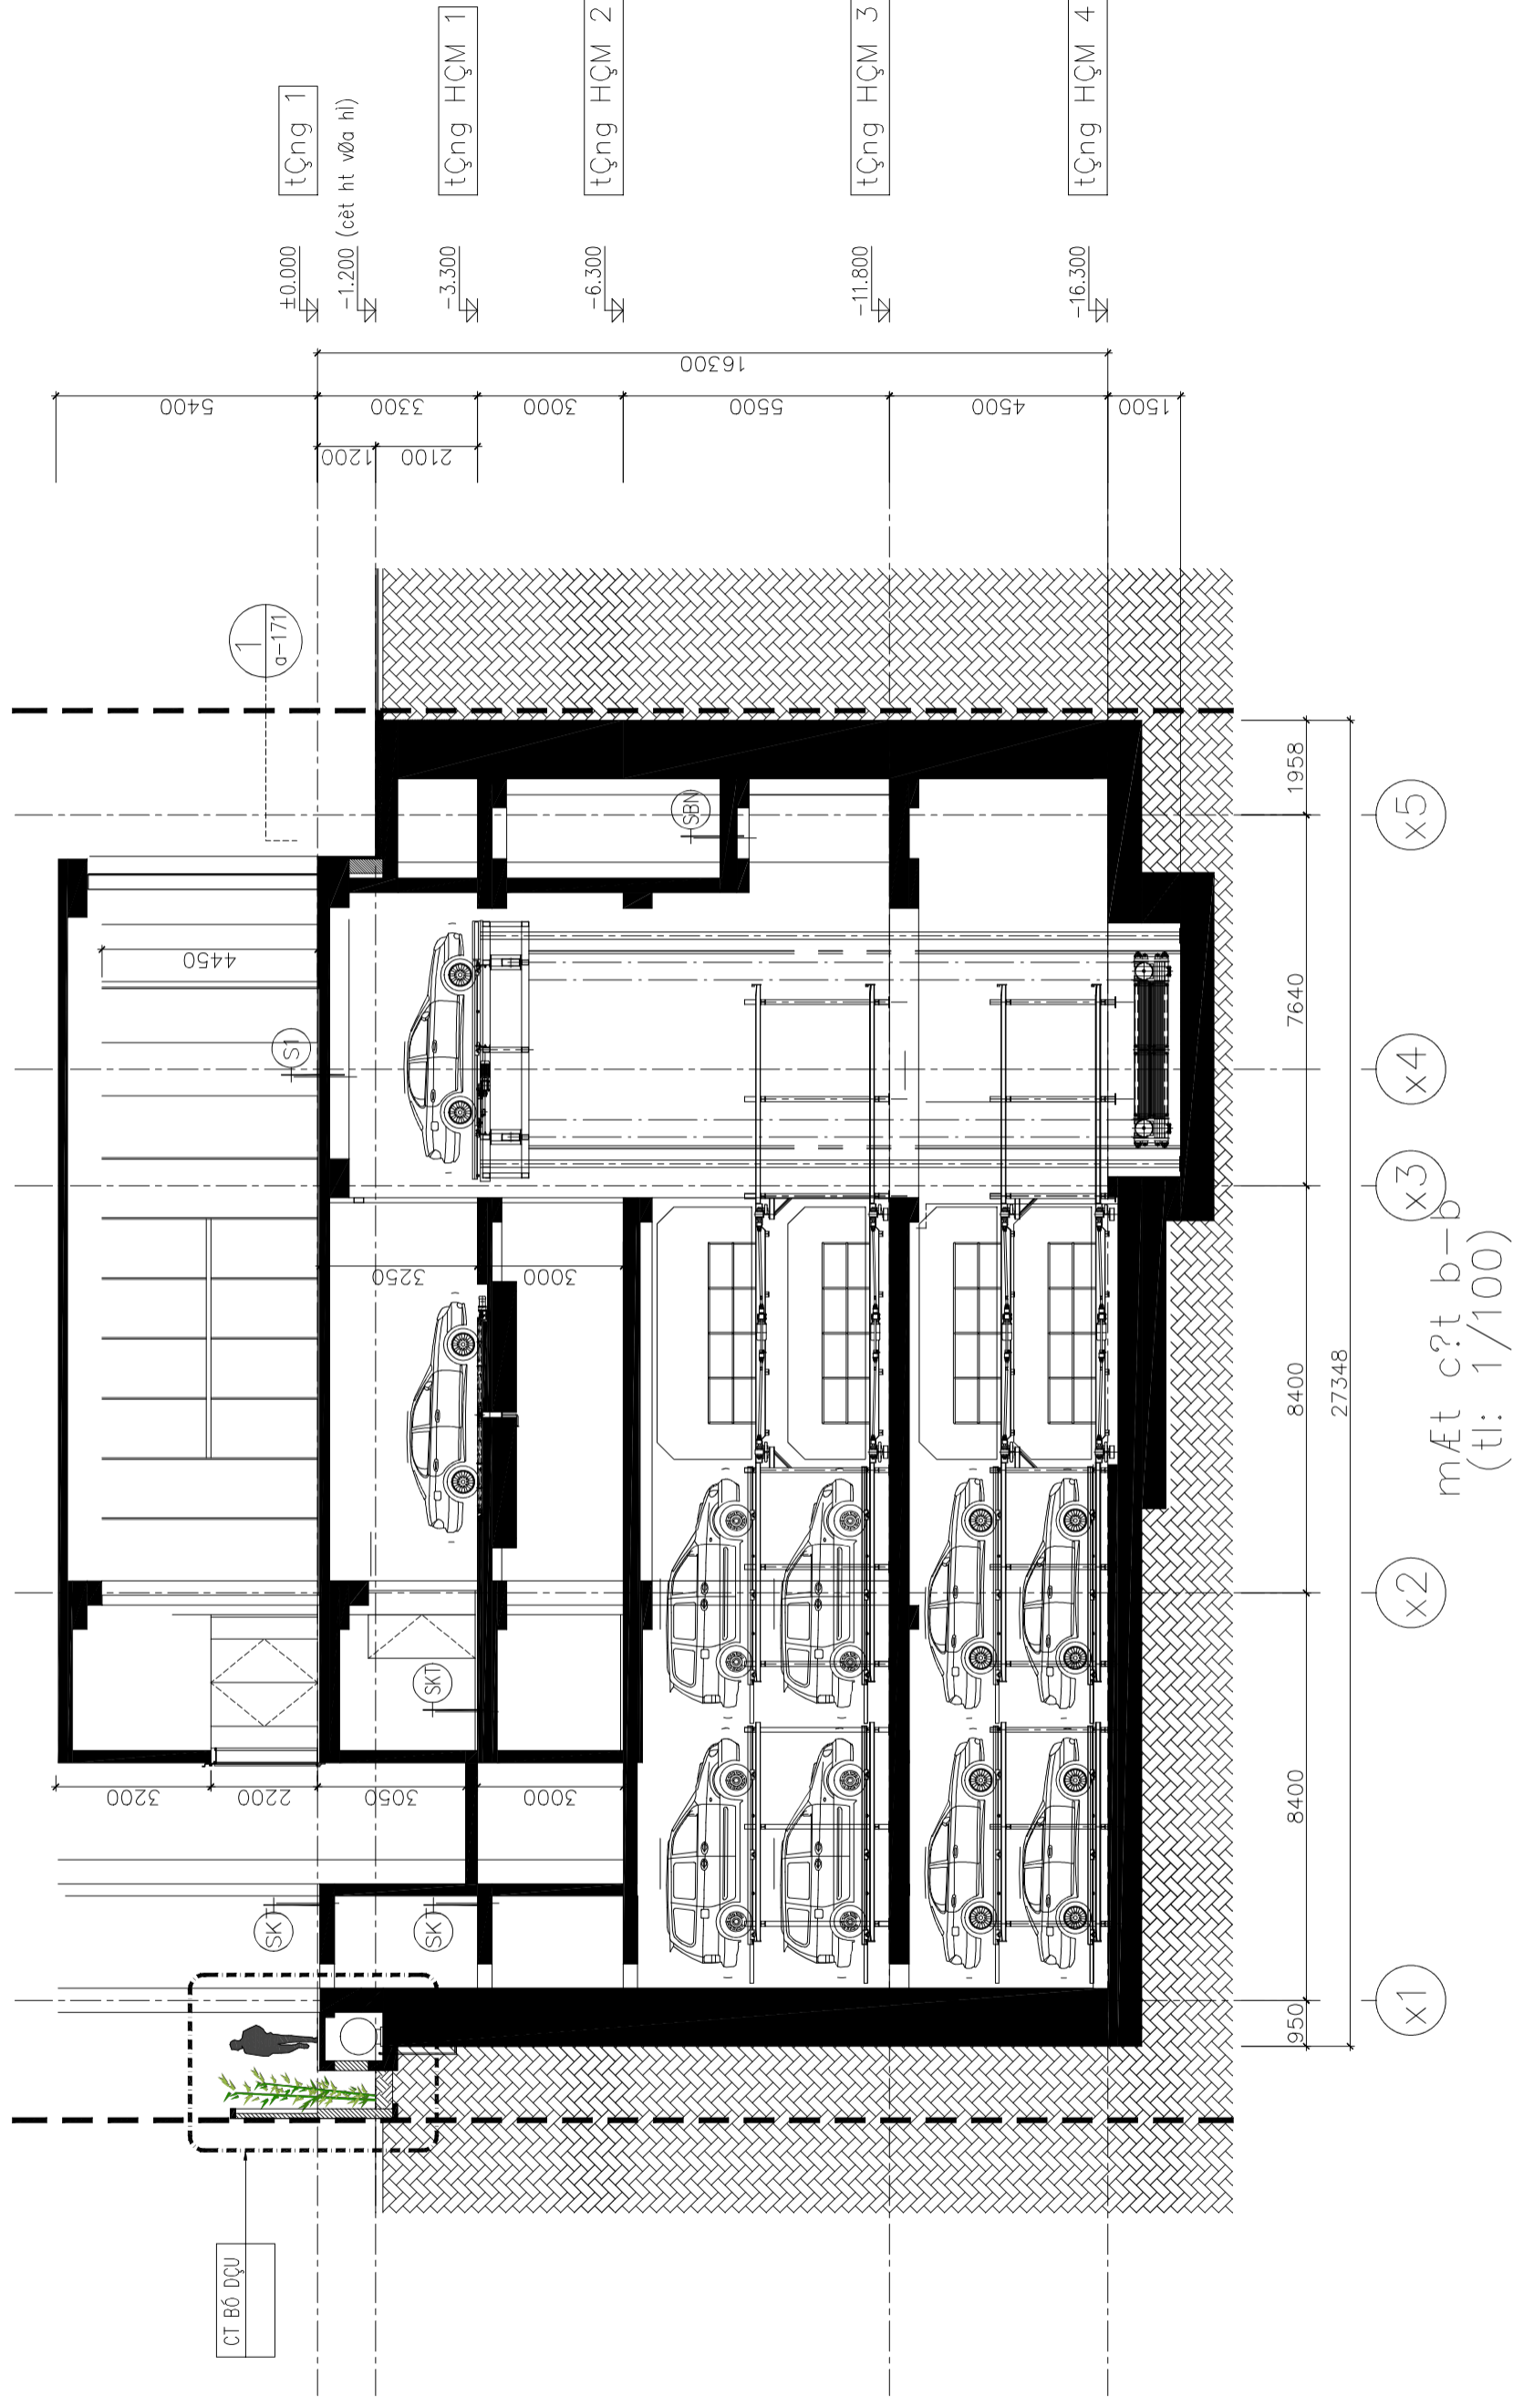 tÇng 1
±0.000
-1.200 (cèt ht vØa hÌ)
tÇng HÇM 1
-3.300
tÇng HÇM 2
-6.300
tÇng HÇM 3
-11.800
tÇng HÇM 4
-16.300
16300
5400
3300
3000
5500
4500
1500
1200
2100
1
a-171
4450
S1
SBN
3250
3000
SKT
3200
2200
3050
3000
SK
SK
CT BÓ DÇU
950
8400
8400
7640
1958
27348
x1
x2
x3
x4
x5
mÆt c?t b-b
(tl: 1/100)